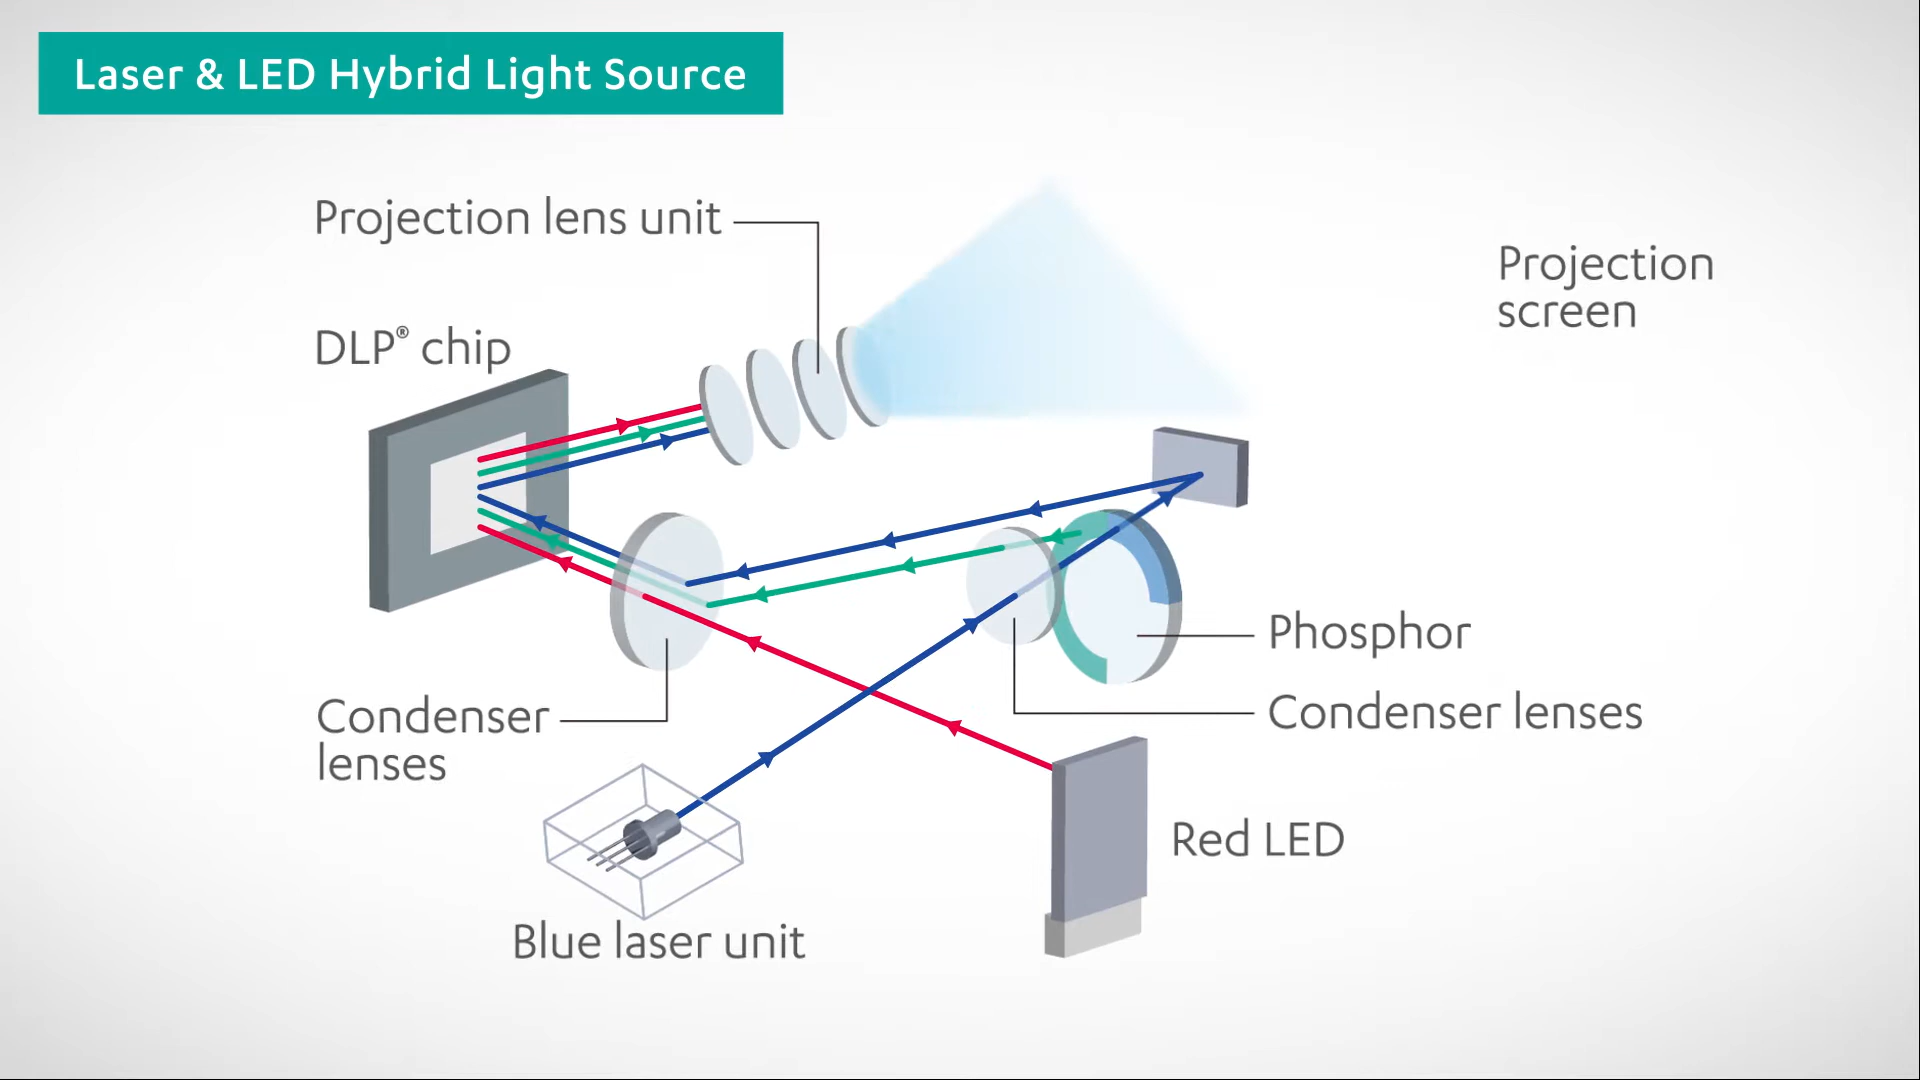 Laser & LED Hybrid Light Source
Projection lens unit
Projection
screen
DLP® chip
Phosphor
Condenser lenses
Condenser
lenses
Red LED
Blue laser unit